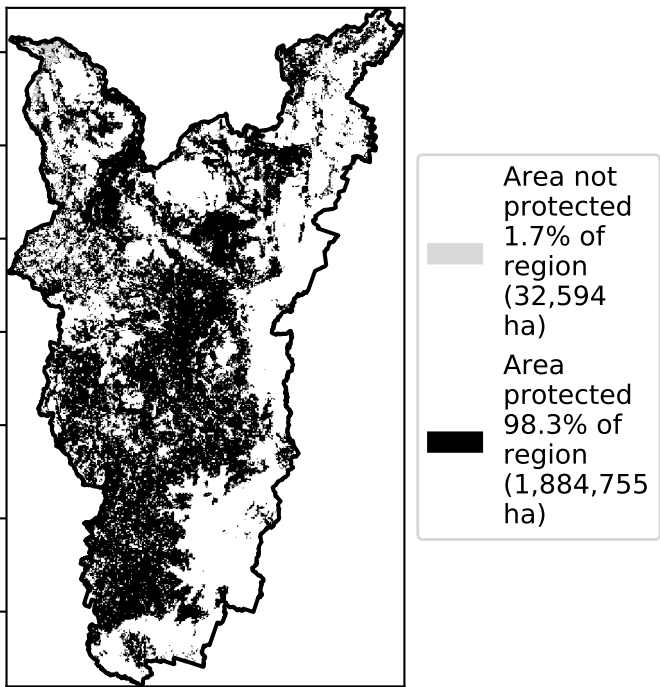 Area not
protected
1.7% of
region
(32,594
ha)
Area
protected
98.3% of
region
(1,884,755
ha)